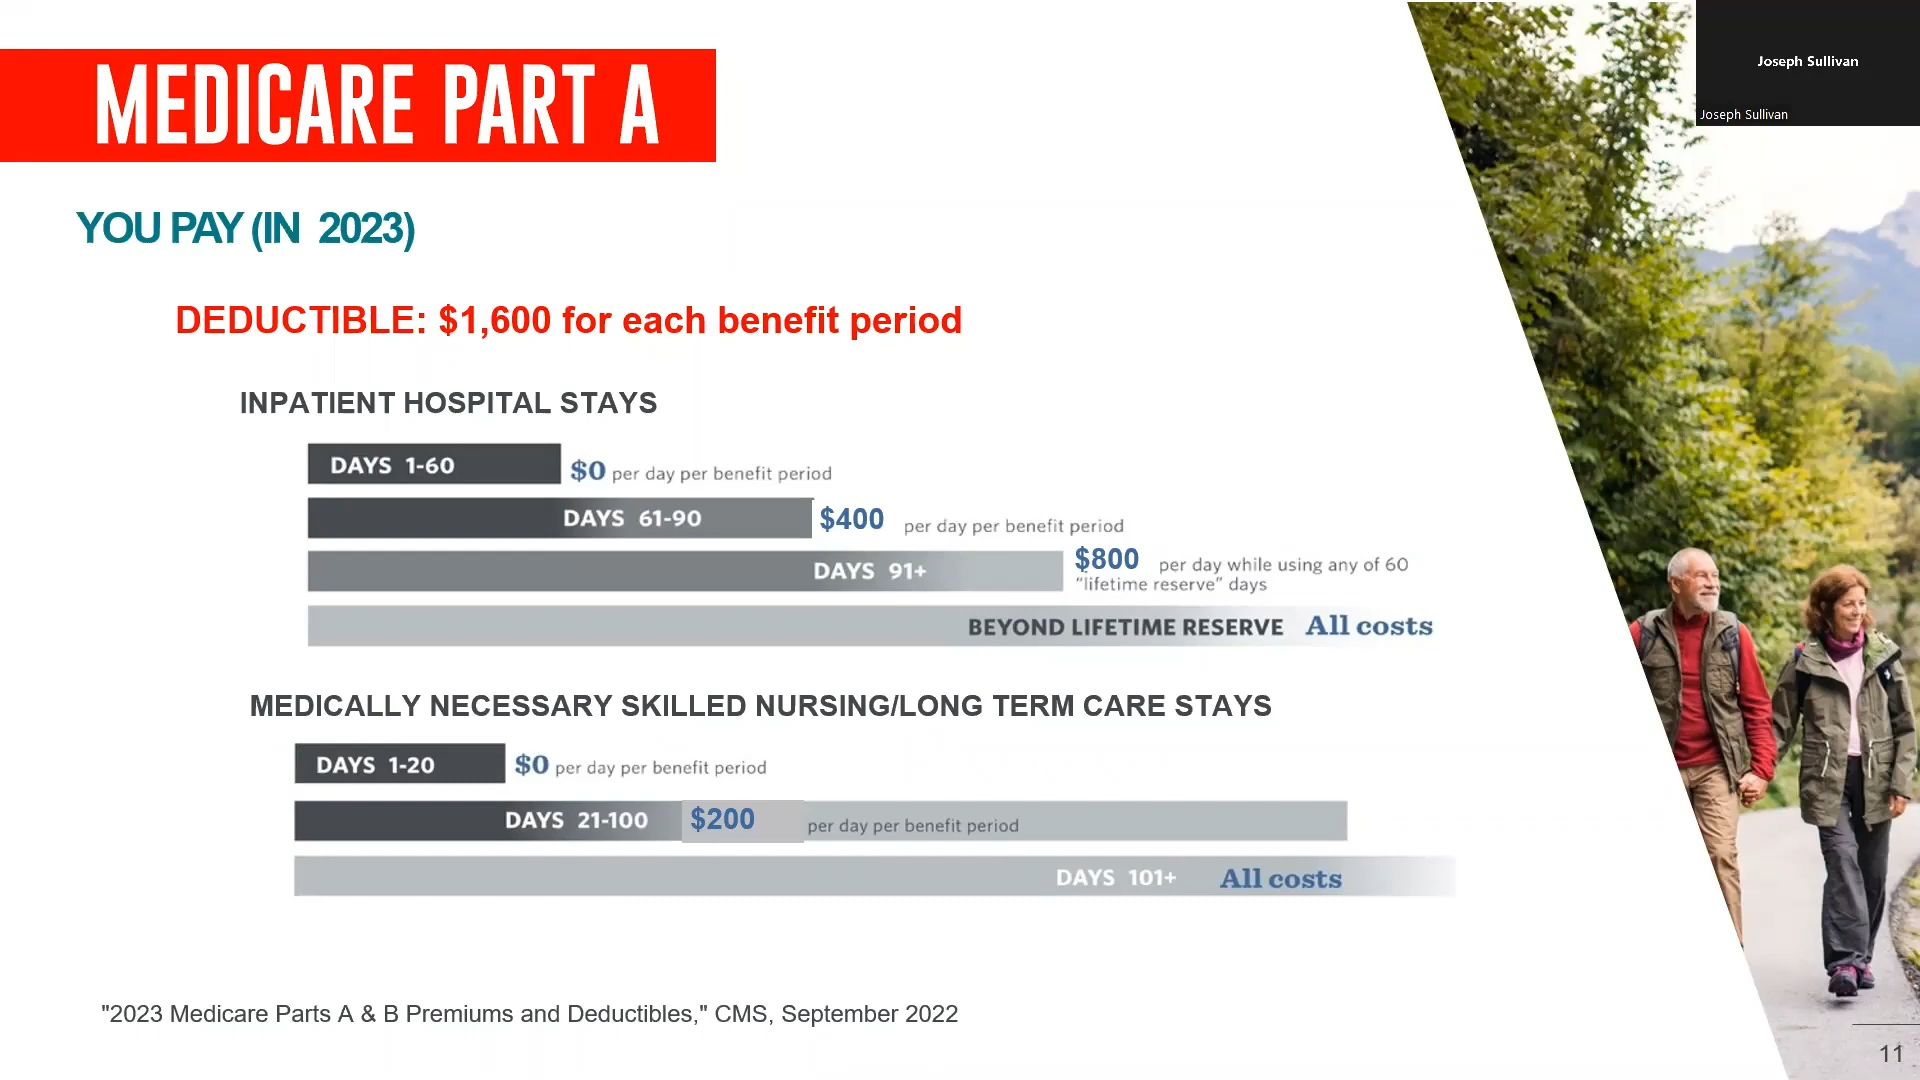 Joseph Sullivan
Joseph Sullivan
MEDICARE PART A
YOU PAY (IN 2023)
DEDUCTIBLE: $1,600 for each benefit period
INPATIENT HOSPITAL STAYS
DAYS 1-60 $0 per day per benefit period
DAYS 61-90 $400 per day per benefit period
DAYS 91+ $800 per day while using any of 60
"lifetime reserve" days
BEYOND LIFETIME RESERVE All costs
MEDICALLY NECESSARY SKILLED NURSING/LONG TERM CARE STAYS
DAYS 1-20 $0 per day per benefit period
DAYS 21-100 $200 per day per benefit period
DAYS 101+ All costs
"2023 Medicare Parts A & B Premiums and Deductibles," CMS, September 2022
11